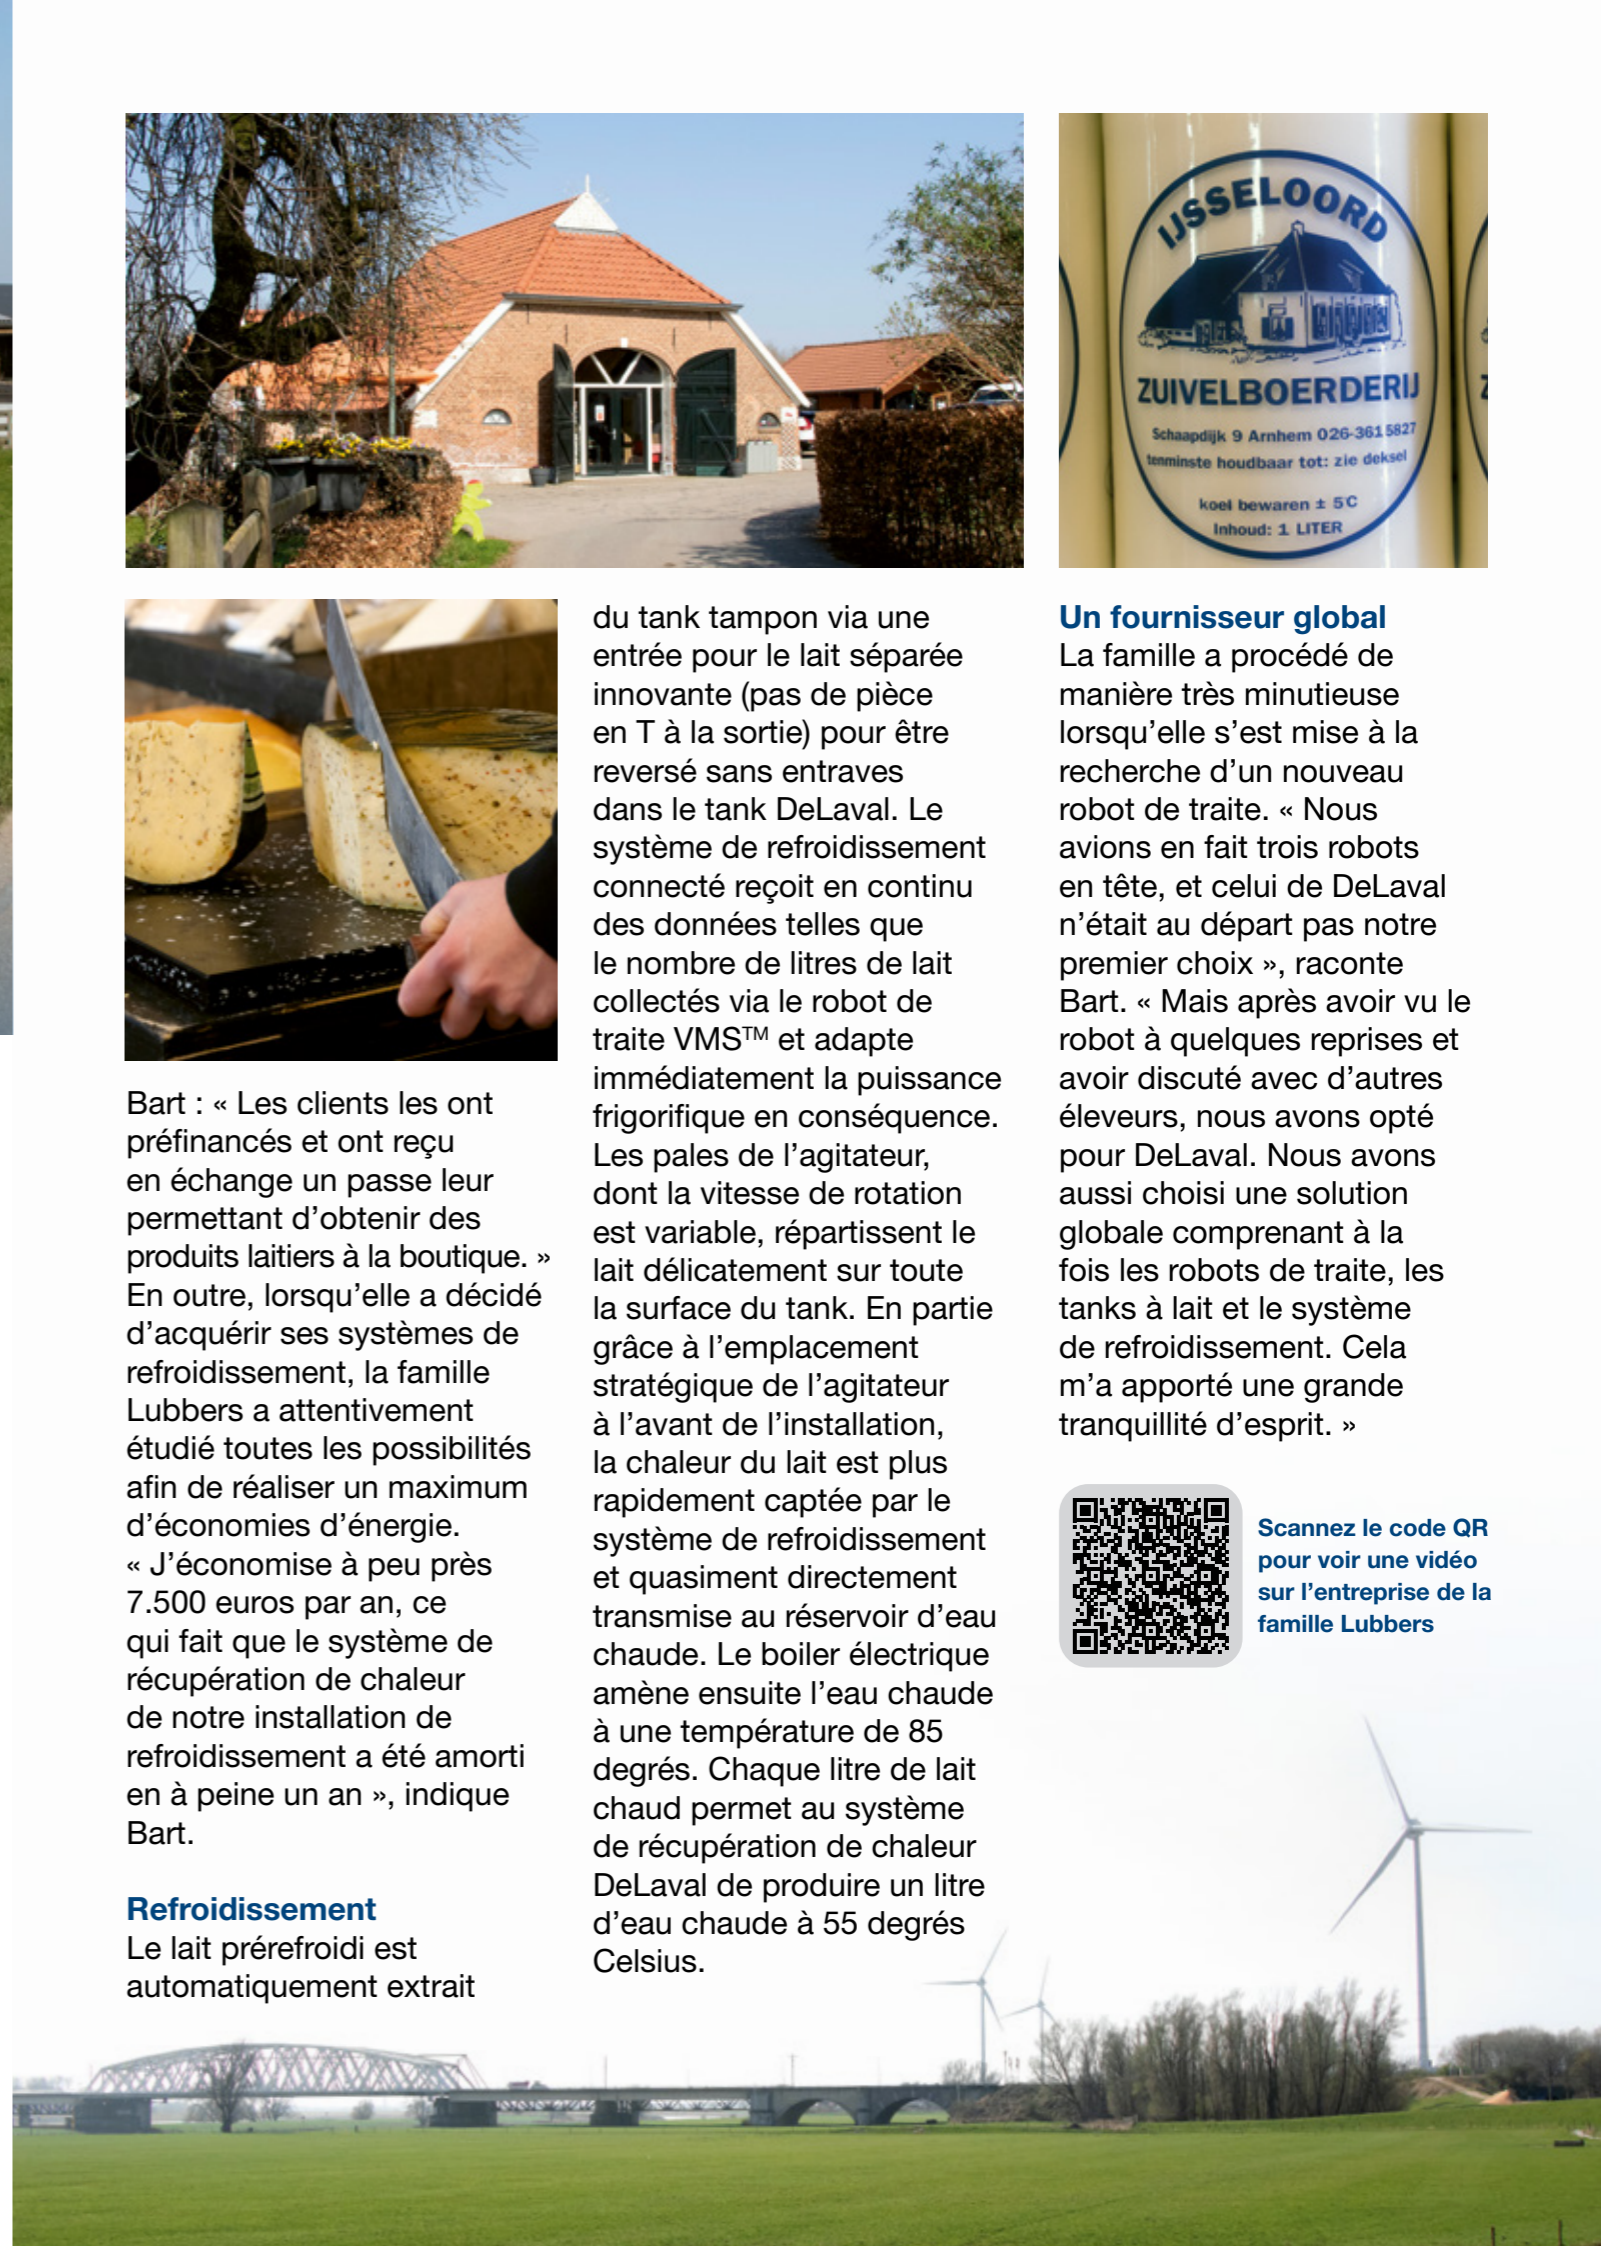 IJSSELOORD
ZUIVELBOERDERIJ
Schaapdijk 9 Arnhem 026-3615827
tenminste houdbaar tot: zie deksel
koel bewaren ± 5°C
Inhoud: 1 LITER
Bart : « Les clients les ont
préfinancés et ont reçu
en échange un passe leur
permettant d’obtenir des
produits laitiers à la boutique. »
En outre, lorsqu’elle a décidé
d’acquérir ses systèmes de
refroidissement, la famille
Lubbers a attentivement
étudié toutes les possibilités
afin de réaliser un maximum
d’économies d’énergie.
« J’économise à peu près
7.500 euros par an, ce
qui fait que le système de
récupération de chaleur
de notre installation de
refroidissement a été amorti
en à peine un an », indique
Bart.
Refroidissement
Le lait prérefroidi est
automatiquement extrait
du tank tampon via une
entrée pour le lait séparée
innovante (pas de pièce
en T à la sortie) pour être
reversé sans entraves
dans le tank DeLaval. Le
système de refroidissement
connecté reçoit en continu
des données telles que
le nombre de litres de lait
collectés via le robot de
traite VMS™ et adapte
immédiatement la puissance
frigorifique en conséquence.
Les pales de l’agitateur,
dont la vitesse de rotation
est variable, répartissent le
lait délicatement sur toute
la surface du tank. En partie
grâce à l’emplacement
stratégique de l’agitateur
à l’avant de l’installation,
la chaleur du lait est plus
rapidement captée par le
système de refroidissement
et quasiment directement
transmise au réservoir d’eau
chaude. Le boiler électrique
amène ensuite l’eau chaude
à une température de 85
degrés. Chaque litre de lait
chaud permet au système
de récupération de chaleur
DeLaval de produire un litre
d’eau chaude à 55 degrés
Celsius.
Un fournisseur global
La famille a procédé de
manière très minutieuse
lorsqu’elle s’est mise à la
recherche d’un nouveau
robot de traite. « Nous
avions en fait trois robots
en tête, et celui de DeLaval
n’était au départ pas notre
premier choix », raconte
Bart. « Mais après avoir vu le
robot à quelques reprises et
avoir discuté avec d’autres
éleveurs, nous avons opté
pour DeLaval. Nous avons
aussi choisi une solution
globale comprenant à la
fois les robots de traite, les
tanks à lait et le système
de refroidissement. Cela
m’a apporté une grande
tranquillité d’esprit. »
Scannez le code QR
pour voir une vidéo
sur l’entreprise de la
famille Lubbers